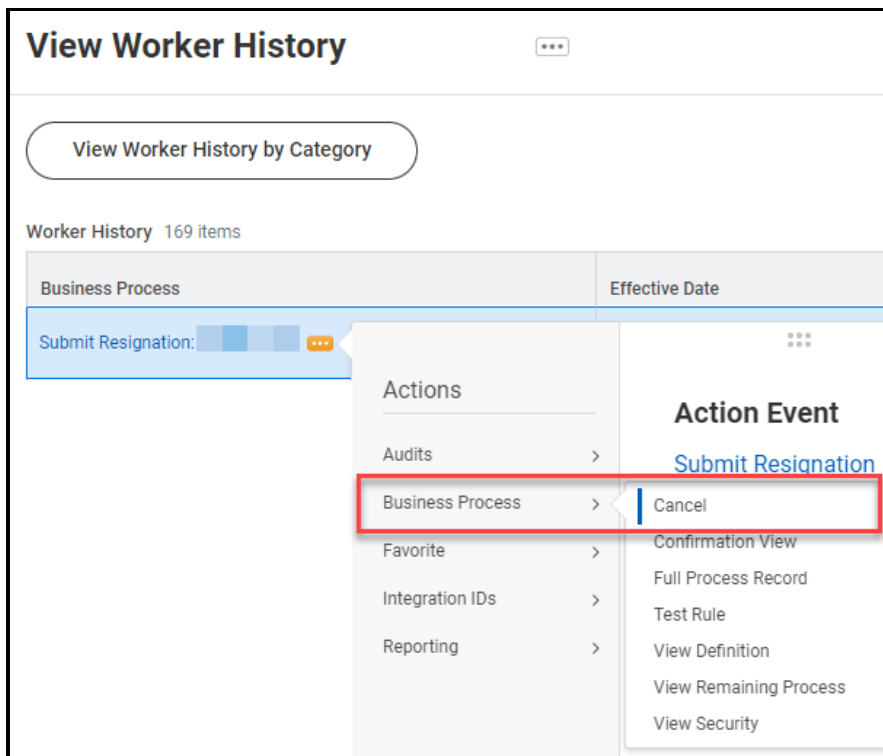 View Worker History
View Worker History by Category
Worker History 169 items
Business Process
Effective Date
Submit Resignation:
Actions
Audits
Business Process
Favorite
Integration IDs
Reporting
Action Event
Submit Resignation
Cancel
Confirmation View
Full Process Record
Test Rule
View Definition
View Remaining Process
View Security